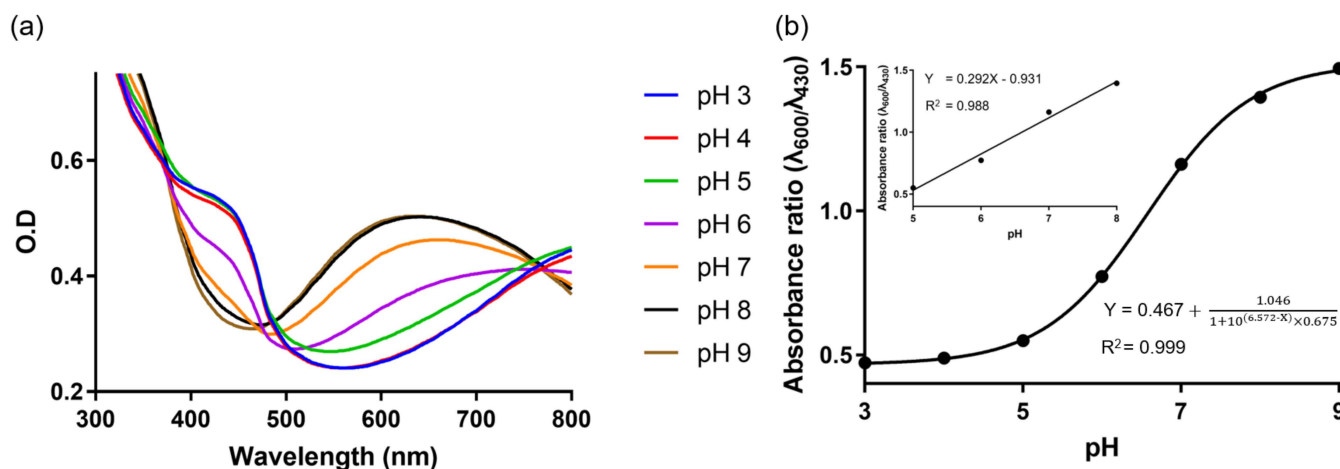 (a)
O.D
0.6
0.4
0.2
300 400 500 600 700 800
Wavelength (nm)
pH 3
pH 4
pH 5
pH 6
pH 7
pH 8
pH 9
(b)
Absorbance ratio (λ600/λ430)
1.5
1.0
0.5
3 5 7 9
pH
Absorbance ratio (λ600/λ430)
1.5
1.0
0.5
5 6 7 8
pH
Y = 0.292X - 0.931
R² = 0.988
Y = 0.467 + 1.046
1+10^(6.572-X)×0.675
R² = 0.999